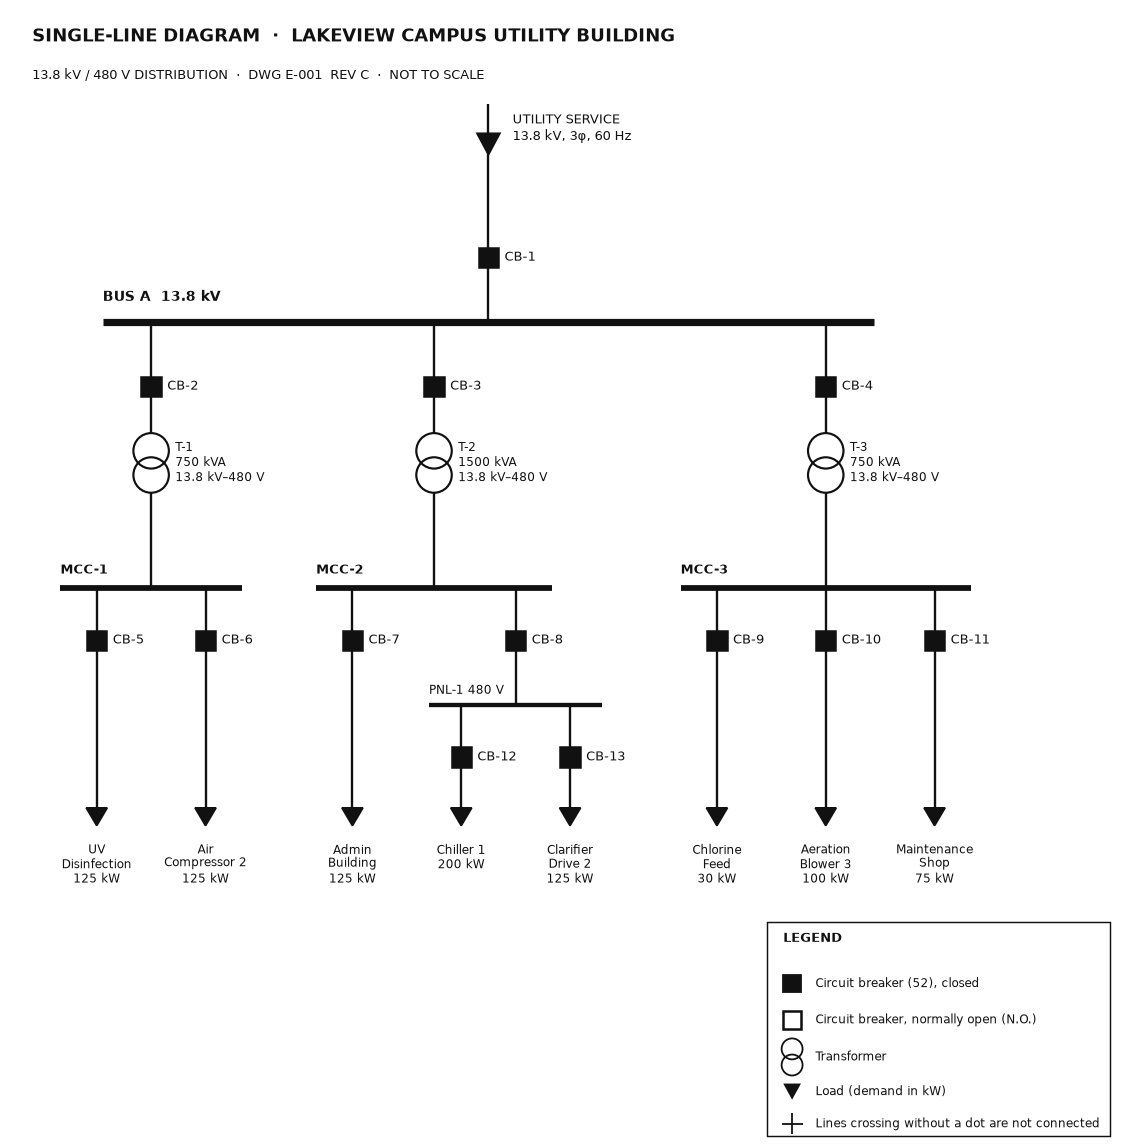 SINGLE-LINE DIAGRAM · LAKEVIEW CAMPUS UTILITY BUILDING
13.8 kV / 480 V DISTRIBUTION · DWG E-001 REV C · NOT TO SCALE
UTILITY SERVICE
13.8 kV, 3φ, 60 Hz
CB-1
BUS A 13.8 kV
CB-2
CB-3
CB-4
T-1
750 kVA
13.8 kV–480 V
T-2
1500 kVA
13.8 kV–480 V
T-3
750 kVA
13.8 kV–480 V
MCC-1
MCC-2
MCC-3
CB-5
CB-6
CB-7
CB-8
CB-9
CB-10
CB-11
PNL-1 480 V
CB-12
CB-13
UV
Disinfection
125 kW
Air
Compressor 2
125 kW
Admin
Building
125 kW
Chiller 1
200 kW
Clarifier
Drive 2
125 kW
Chlorine
Feed
30 kW
Aeration
Blower 3
100 kW
Maintenance
Shop
75 kW
LEGEND
Circuit breaker (52), closed
Circuit breaker, normally open (N.O.)
Transformer
Load (demand in kW)
Lines crossing without a dot are not connected